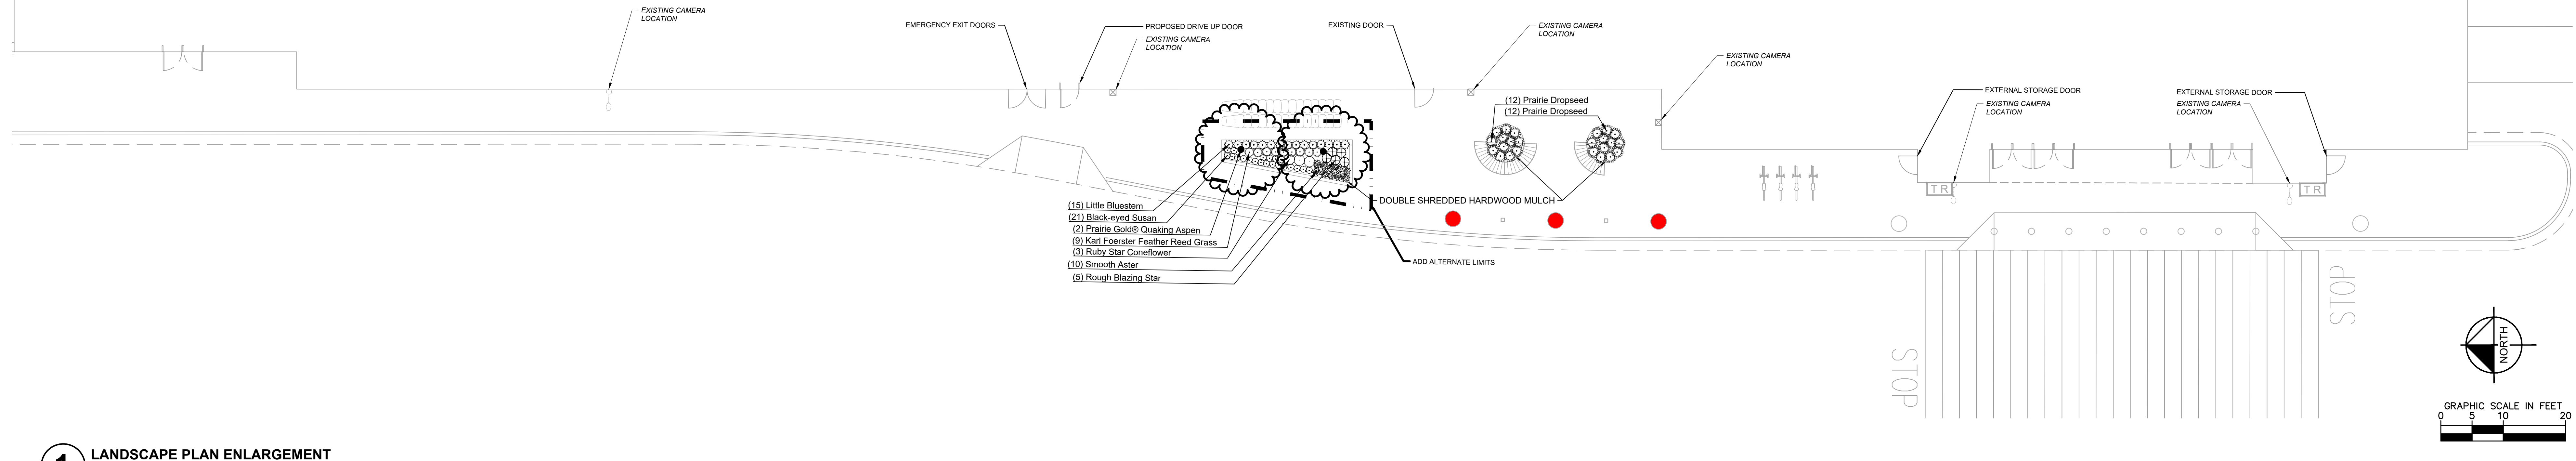 EXISTING CAMERA
LOCATION
EMERGENCY EXIT DOORS
PROPOSED DRIVE UP DOOR
EXISTING CAMERA
LOCATION
EXISTING DOOR
EXISTING CAMERA
LOCATION
EXISTING CAMERA
LOCATION
EXTERNAL STORAGE DOOR
EXISTING CAMERA
LOCATION
EXTERNAL STORAGE DOOR
EXISTING CAMERA
LOCATION
(12) Prairie Dropseed
(12) Prairie Dropseed
TR
TR
(15) Little Bluestem
(21) Black-eyed Susan
(2) Prairie Gold® Quaking Aspen
(9) Karl Foerster Feather Reed Grass
(3) Ruby Star Coneflower
(10) Smooth Aster
(5) Rough Blazing Star
DOUBLE SHREDDED HARDWOOD MULCH
ADD ALTERNATE LIMITS
STOP
STOP
NORTH
GRAPHIC SCALE IN FEET
0 5 10 20
1
LANDSCAPE PLAN ENLARGEMENT